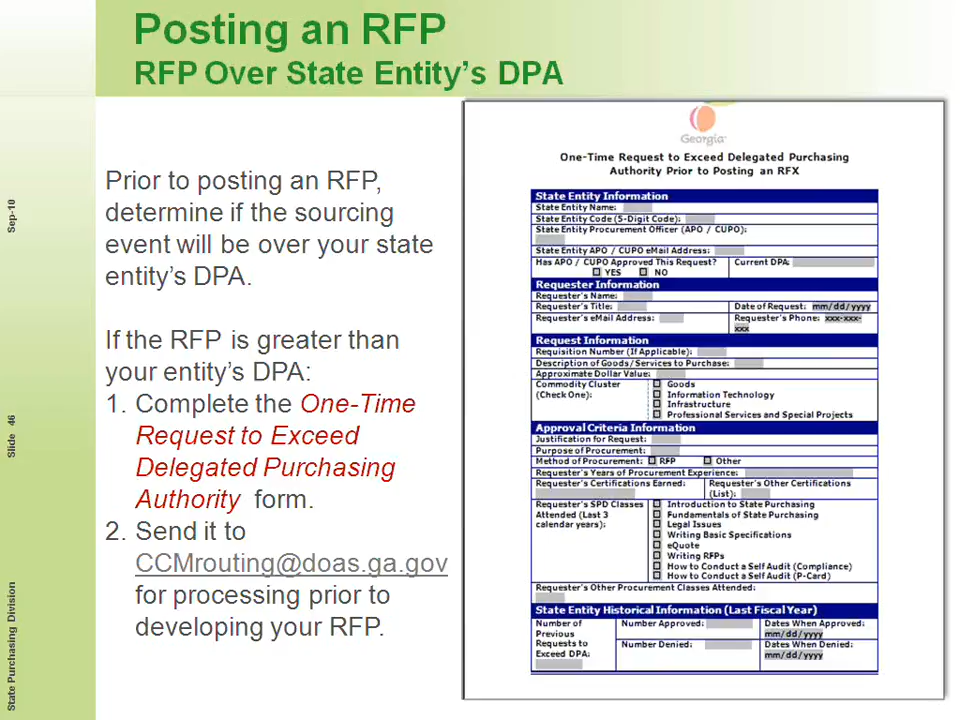 Posting an RFP
RFP Over State Entity's DPA
Prior to posting an RFP,
determine if the sourcing
event will be over your state
entity's DPA.
If the RFP is greater than
your entity's DPA:
1. Complete the One-Time
Request to Exceed
Delegated Purchasing
Authority form.
2. Send it to
CCMrouting@doas.ga.gov
for processing prior to
developing your RFP.
Georgia
One-Time Request to Exceed Delegated Purchasing
Authority Prior to Posting an RFX
State Entity Information
State Entity Name:
State Entity Code (5-Digit Code):
State Entity Procurement Officer (APO / CUPO):
State Entity APO / CUPO eMail Address:
Has APO / CUPO Approved This Request?
YES NO
Current DPA:
Requester Information
Requester's Name:
Requester's Title:
Date of Request: mm/dd/yyyy
Requester's eMail Address:
Requester's Phone: xxx-xxx-
xxx
Request Information
Requisition Number (If Applicable):
Description of Goods/Services to Purchase:
Approximate Dollar Value:
Commodity Cluster
(Check One):
Goods
Information Technology
Infrastructure
Professional Services and Special Projects
Approval Criteria Information
Justification for Request:
Purpose of Procurement:
Method of Procurement: RFP Other
Requester's Years of Procurement Experience:
Requester's Certifications Earned:
Requester's Other Certifications
(List):
Requester's SPD Classes
Attended (Last 3
calendar years):
Introduction to State Purchasing
Fundamentals of State Purchasing
Legal Issues
Writing Basic Specifications
eQuote
Writing RFPs
How to Conduct a Self Audit (Compliance)
How to Conduct a Self Audit (P-Card)
Requester's Other Procurement Classes Attended:
State Entity Historical Information (Last Fiscal Year)
Number of
Previous
Requests to
Exceed DPA:
Number Approved:
Dates When Approved:
mm/dd/yyyy
Number Denied:
Dates When Denied:
mm/dd/yyyy
Sep-10
Slide 46
State Purchasing Division